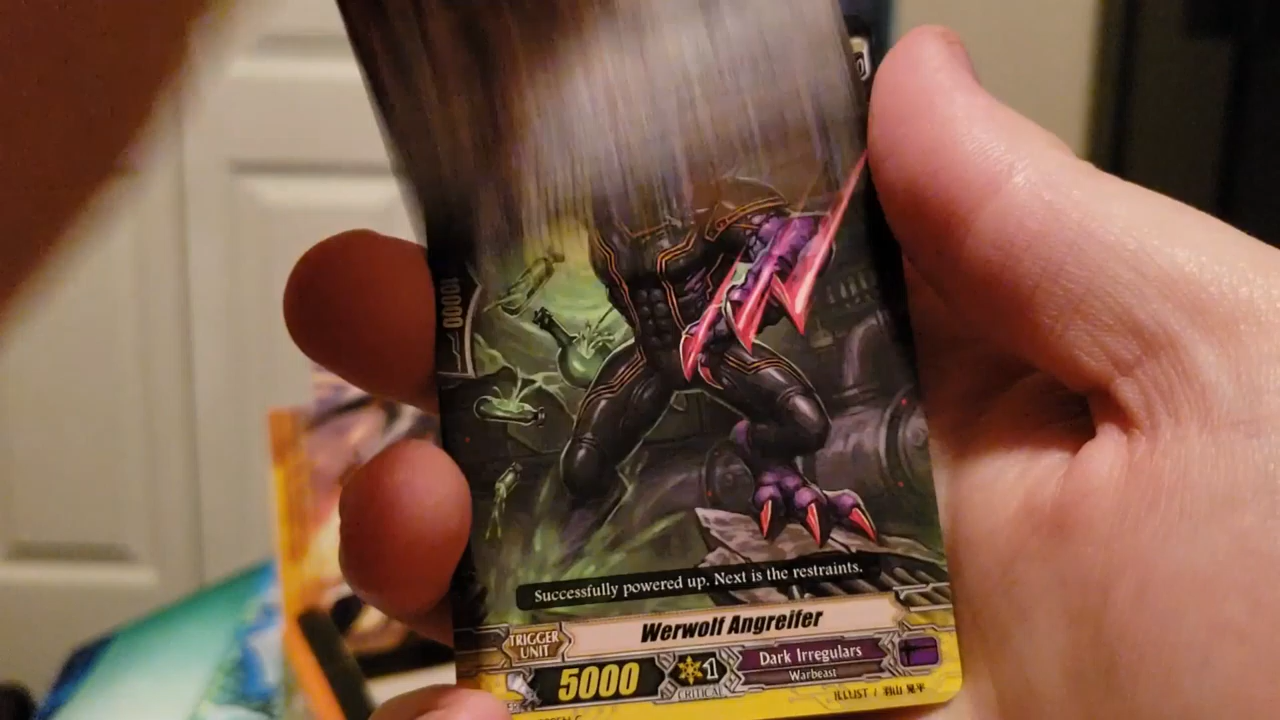 10000
Successfully powered up. Next is the restraints.
Werwolf Angreifer
TRIGGER
UNIT
5000
1
CRITICAL
Dark Irregulars
Warbeast
ILLUST /